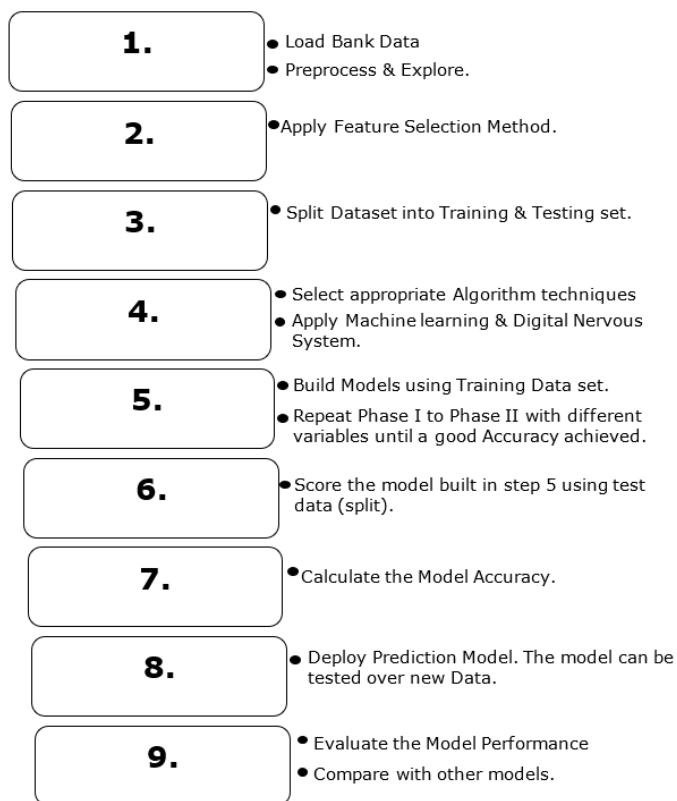 1.
Load Bank Data
Preprocess & Explore.
2.
Apply Feature Selection Method.
3.
Split Dataset into Training & Testing set.
4.
Select appropriate Algorithm techniques
Apply Machine learning & Digital Nervous
System.
5.
Build Models using Training Data set.
Repeat Phase I to Phase II with different
variables until a good Accuracy achieved.
6.
Score the model built in step 5 using test
data (split).
7.
Calculate the Model Accuracy.
8.
Deploy Prediction Model. The model can be
tested over new Data.
9.
Evaluate the Model Performance
Compare with other models.